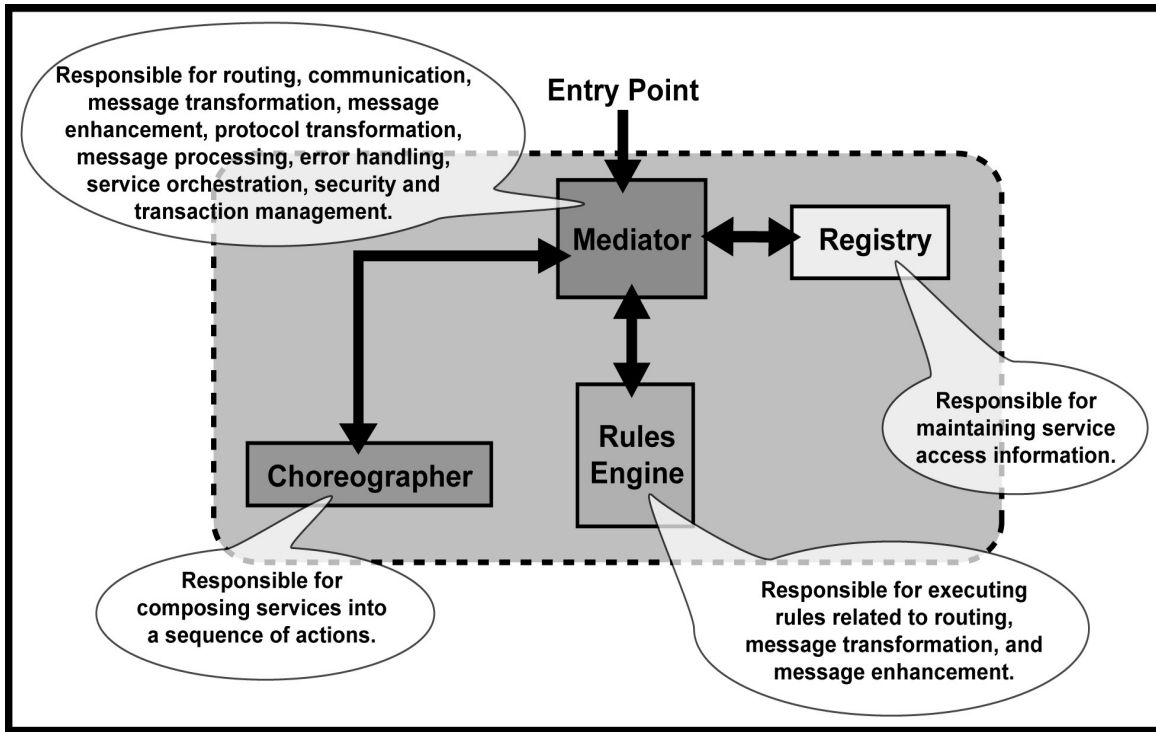 Responsible for routing, communication,
message transformation, message
enhancement, protocol transformation,
message processing, error handling,
service orchestration, security and
transaction management.
Entry Point
Mediator
Registry
Responsible for
maintaining service
access information.
Choreographer
Rules
Engine
Responsible for
composing services into
a sequence of actions.
Responsible for executing
rules related to routing,
message transformation, and
message enhancement.